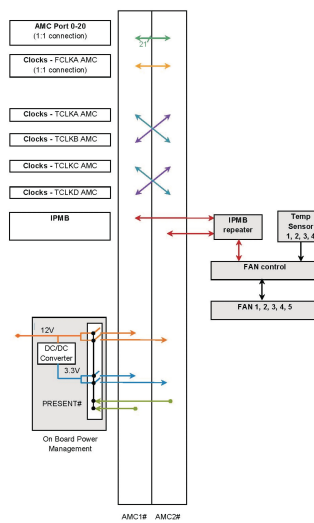 AMC Port 0-20
(1:1 connection)
21
Clocks - FCLKA AMC
(1:1 connection)
Clocks - TCLKA AMC
Clocks - TCLKB AMC
Clocks - TCLKC AMC
Clocks - TCLKD AMC
IPMB
IPMB
repeater
Temp
Sensor
1, 2, 3, 4
FAN control
FAN 1, 2, 3, 4, 5
12V
DC/DC
Converter
3.3V
PRESENT#
On Board Power
Management
AMC1# AMC2#